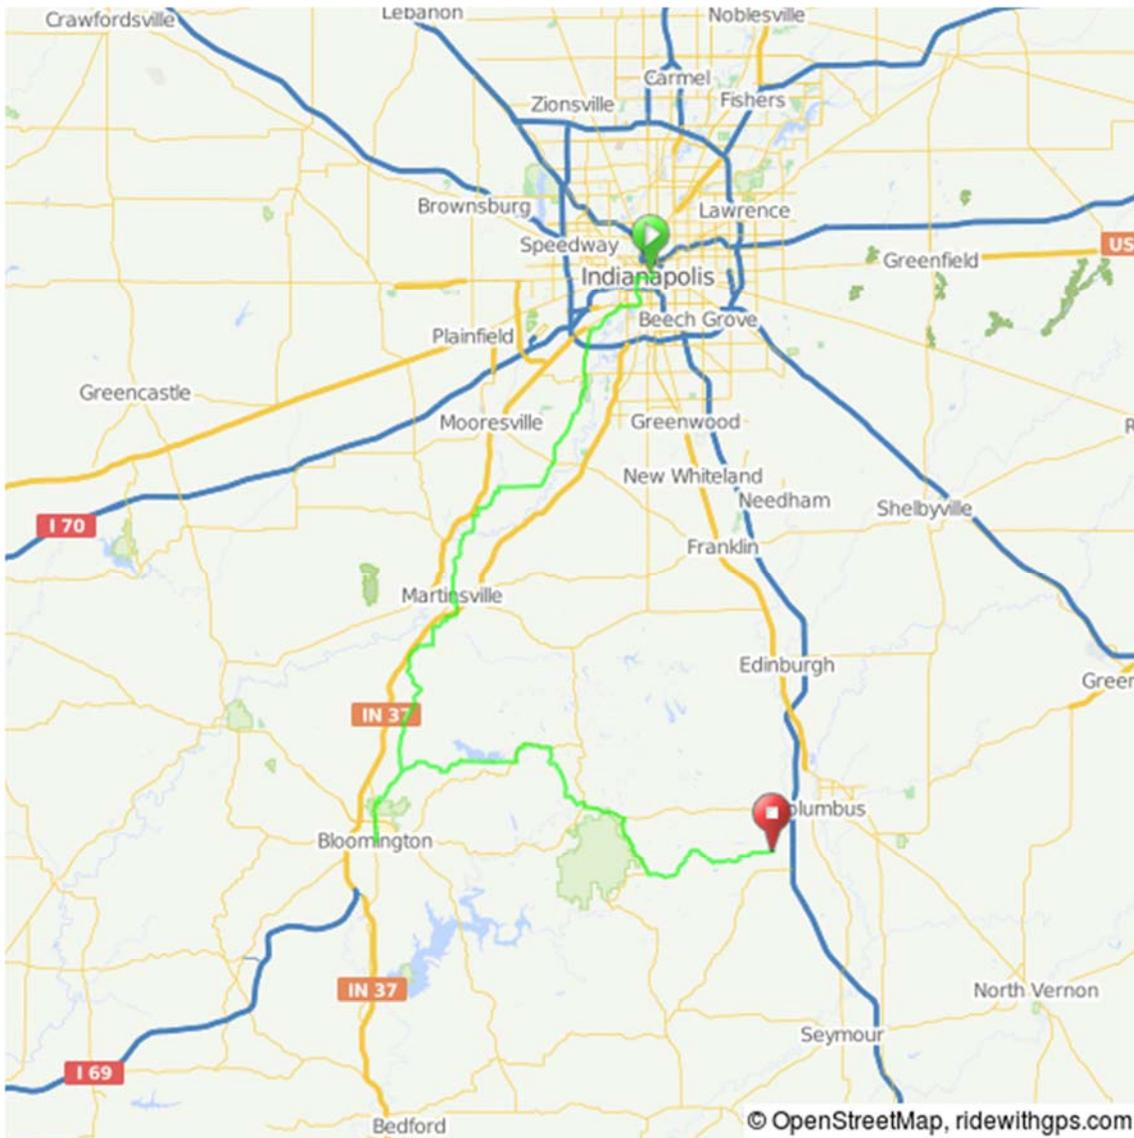 Crawfordsville
Lebanon
Noblesville
Carmel
Zionsville
Fishers
Brownsburg
Lawrence
Speedway
US
Greenfield
Indianapolis
Beech Grove
Plainfield
Greencastle
Mooresville
Greenwood
R
New Whiteland
Needham
Shelbyville
I 70
Franklin
Martinsville
Edinburgh
Greer
IN 37
olumbus
Bloomington
IN 37
North Vernon
Seymour
I 69
Bedford
© OpenStreetMap, ridewithgps.com